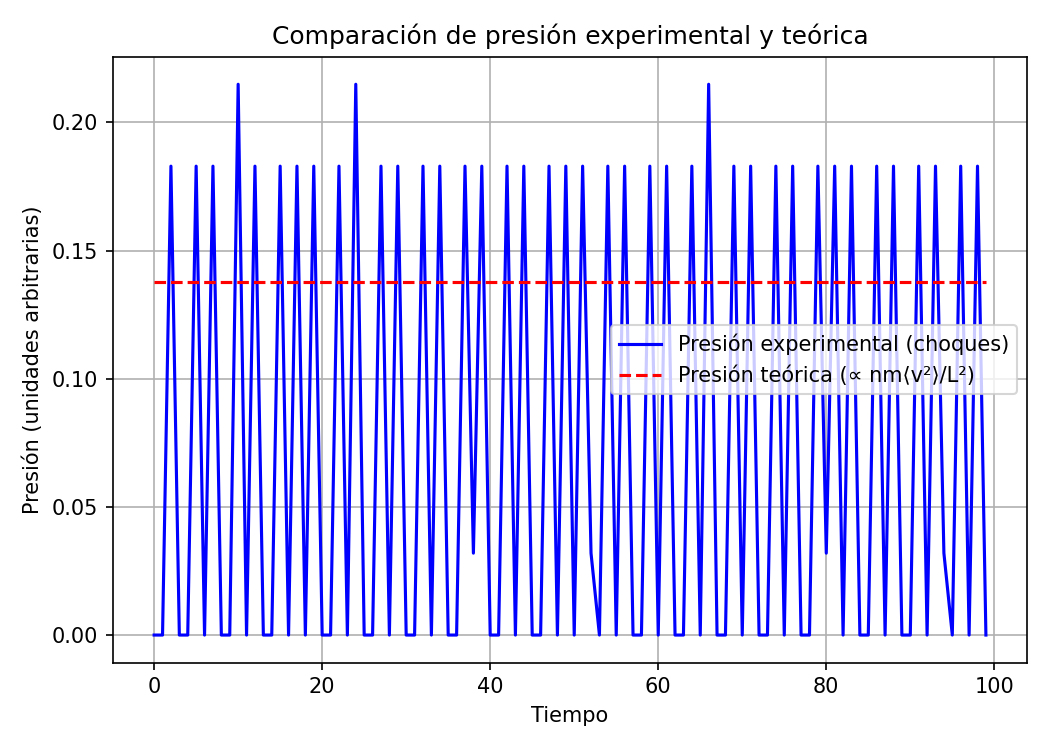 Comparación de presión experimental y teórica
Presión (unidades arbitrarias)
0.20
0.15
0.10
0.05
0.00
Presión experimental (choques)
Presión teórica (∝ nm⟨v²⟩/L²)
0 20 40 60 80 100
Tiempo